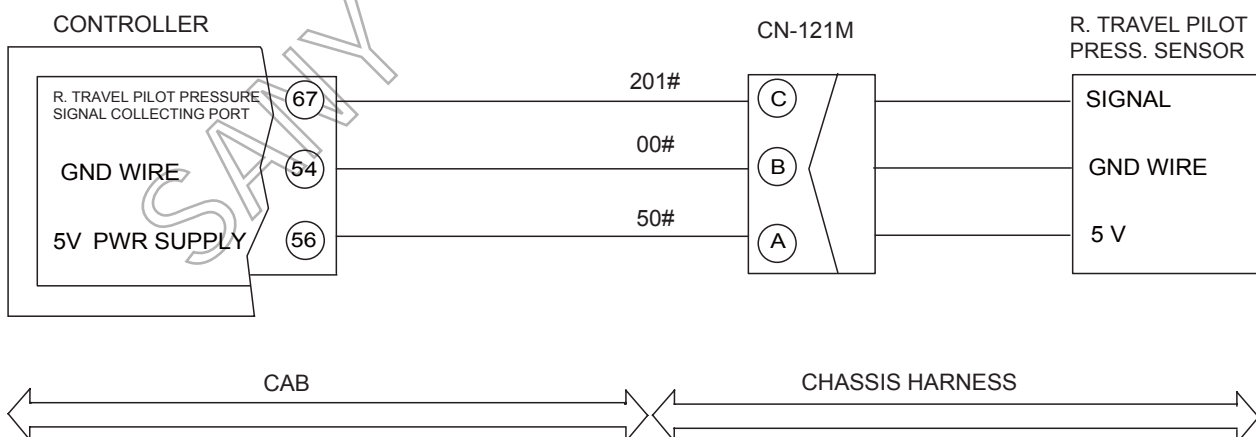 CONTROLLER
CN-121M
R. TRAVEL PILOT
PRESS. SENSOR
R. TRAVEL PILOT PRESSURE
SIGNAL COLLECTING PORT
67
201#
C
SIGNAL
GND WIRE
54
00#
B
GND WIRE
5V PWR SUPPLY
56
50#
A
5 V
SANY
CAB
CHASSIS HARNESS